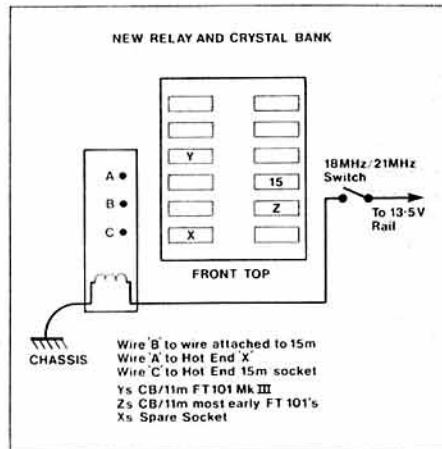 NEW RELAY AND CRYSTAL BANK
A
B
C
Y
15
Z
X
FRONT TOP
18MHz/21MHz
Switch
To 13·5V
Rail
CHASSIS
Wire 'B' to wire attached to 15m
Wire 'A' to Hot End 'X'
Wire 'C' to Hot End 15m socket
Ys CB/11m FT101 Mk III
Zs CB/11m most early FT 101's
Xs Spare Socket